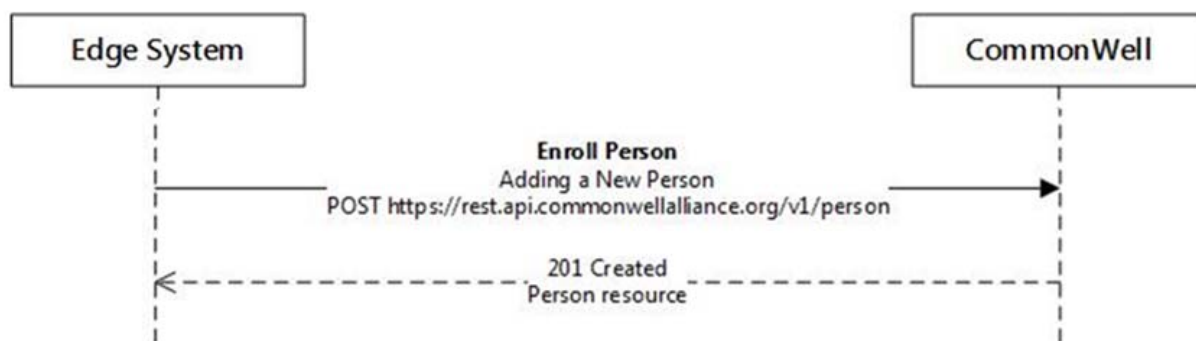 Edge System
CommonWell
Enroll Person
Adding a New Person
POST https://rest.api.commonwellalliance.org/v1/person
201 Created
Person resource